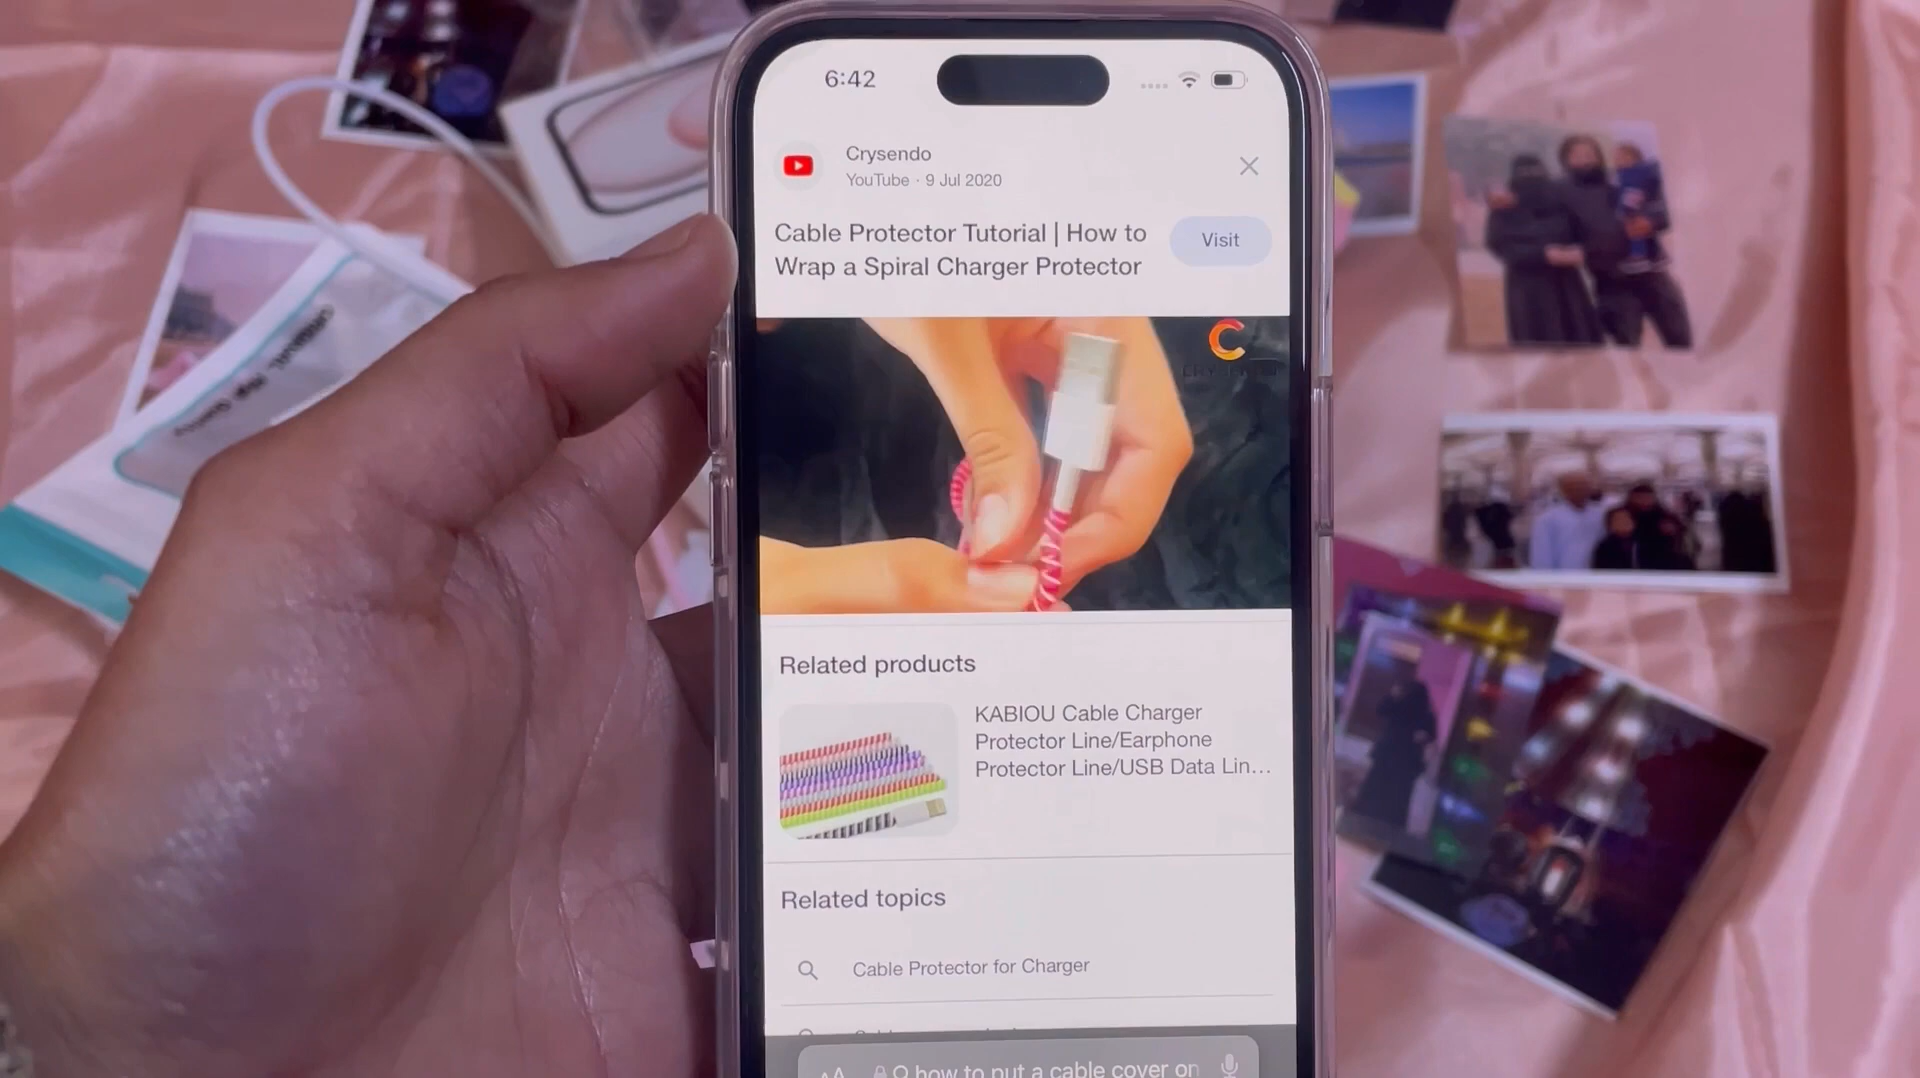 6:42
Crysendo
YouTube · 9 Jul 2020
Cable Protector Tutorial | How to
Wrap a Spiral Charger Protector
Visit
Related products
KABIOU Cable Charger
Protector Line/Earphone
Protector Line/USB Data Lin...
Related topics
Cable Protector for Charger
AA
how to put a cable cover on